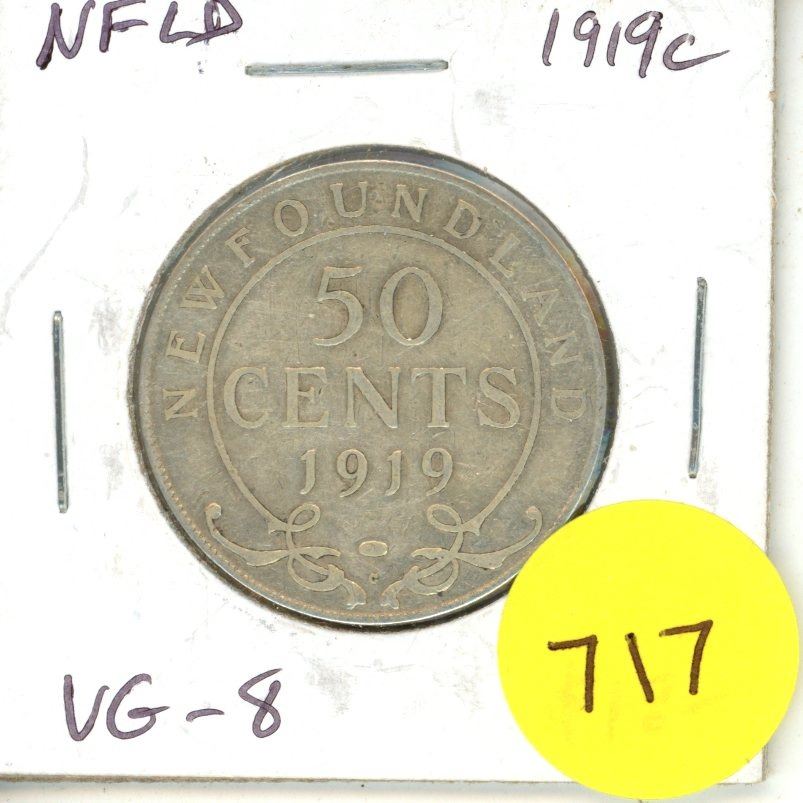 NFLD 1919c
NEWFOUNDLAND
50
CENTS
1919
VG-8
717